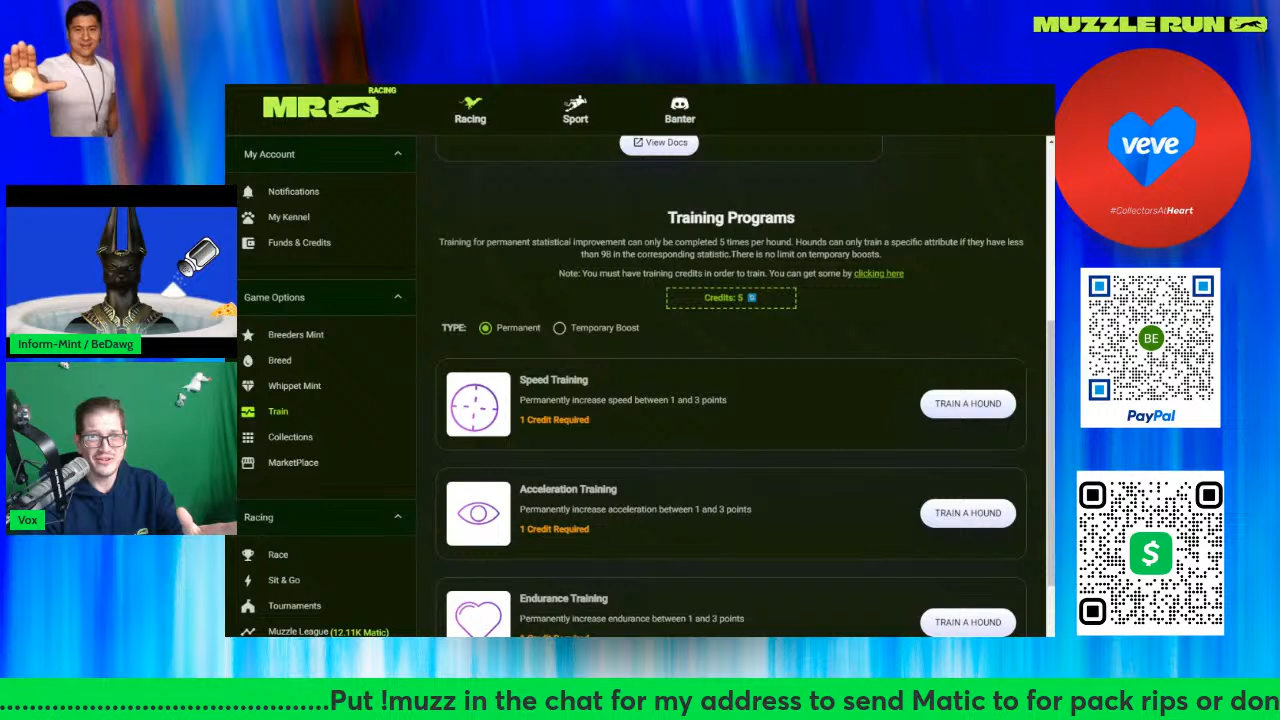 MUZZLE RUN
RACING
MR
Racing
Sport
Banter
My Account
Notifications
My Kennel
Funds & Credits
Game Options
Breeders Mint
Breed
Whippet Mint
Train
Collections
MarketPlace
Racing
Race
Sit & Go
Tournaments
Muzzle League (12.11K Matic)
View Docs
Training Programs
Training for permanent statistical improvement can only be completed 5 times per hound. Hounds can only train a specific attribute if they have less
than 98 in the corresponding statistic.There is no limit on temporary boosts.
Note: You must have training credits in order to train. You can get some by clicking here
Credits: 5
TYPE: Permanent Temporary Boost
Speed Training
Permanently increase speed between 1 and 3 points
1 Credit Required
TRAIN A HOUND
Acceleration Training
Permanently increase acceleration between 1 and 3 points
1 Credit Required
TRAIN A HOUND
Endurance Training
Permanently increase endurance between 1 and 3 points
1 Credit Required
TRAIN A HOUND
Inform-Mint / BeDawg
Vox
veve
#CollectorsAtHeart
BE
PayPal
$
..........................................Put !muzz in the chat for my address to send Matic to for pack rips or don